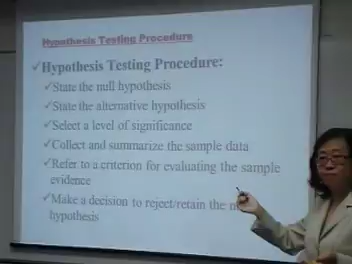 Hypothesis Testing Procedure
✓Hypothesis Testing Procedure:
✓State the null hypothesis
✓State the alternative hypothesis
✓Select a level of significance
✓Collect and summarize the sample data
✓Refer to a criterion for evaluating the sample
evidence
✓Make a decision to reject/retain the
hypothesis